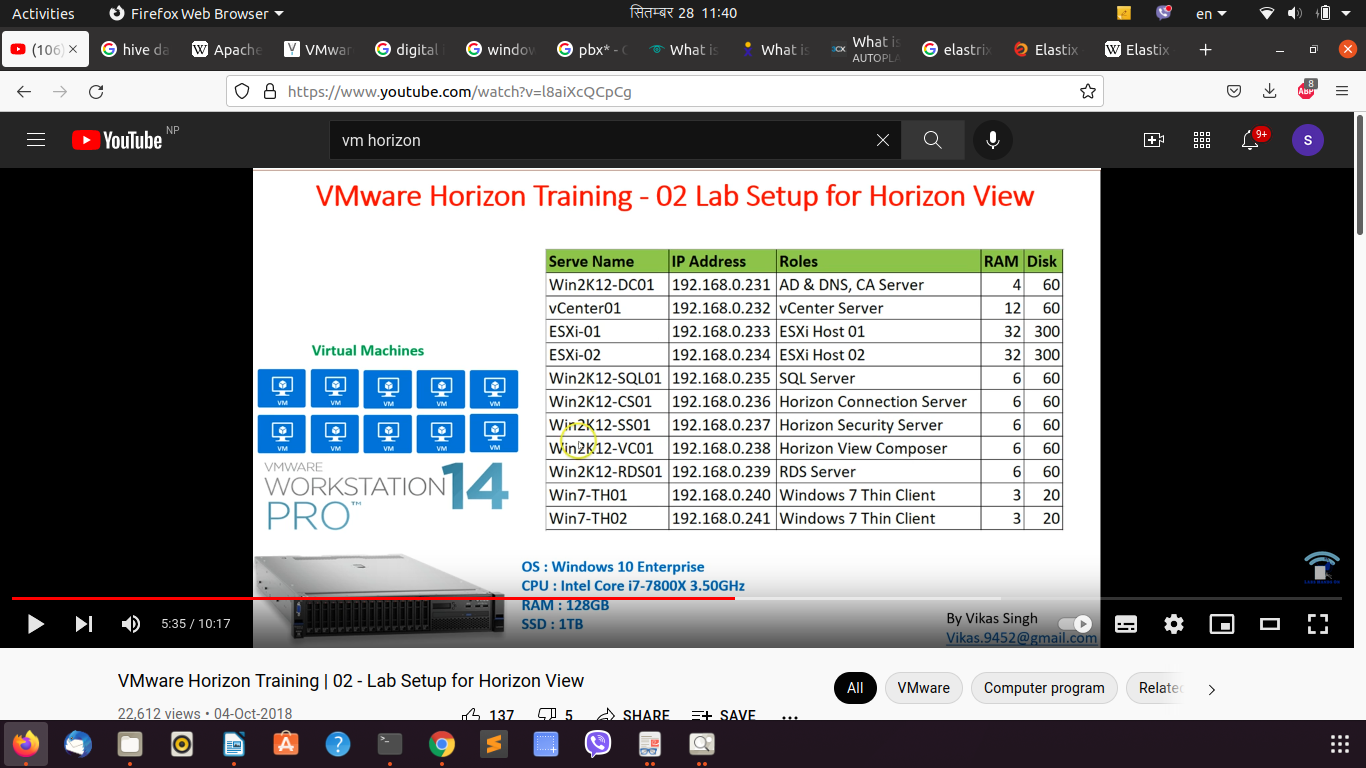 Activities Firefox Web Browser सितम्बर 28 11:40 en
(106) hive da Apache VMwar digital window pbx* - G What is What is What is AUTOPLA elastrix Elastix Elastix
https://www.youtube.com/watch?v=l8aiXcQCpCg ABP 8
YouTube NP vm horizon 9+ S
VMware Horizon Training - 02 Lab Setup for Horizon View
Serve Name IP Address Roles RAM Disk
Win2K12-DC01 192.168.0.231 AD & DNS, CA Server 4 60
vCenter01 192.168.0.232 vCenter Server 12 60
ESXi-01 192.168.0.233 ESXi Host 01 32 300
ESXi-02 192.168.0.234 ESXi Host 02 32 300
Win2K12-SQL01 192.168.0.235 SQL Server 6 60
Win2K12-CS01 192.168.0.236 Horizon Connection Server 6 60
Win2K12-SS01 192.168.0.237 Horizon Security Server 6 60
Win2K12-VC01 192.168.0.238 Horizon View Composer 6 60
Win2K12-RDS01 192.168.0.239 RDS Server 6 60
Win7-TH01 192.168.0.240 Windows 7 Thin Client 3 20
Win7-TH02 192.168.0.241 Windows 7 Thin Client 3 20
Virtual Machines
VM VM VM VM VM
VM VM VM VM VM
VMWARE
WORKSTATION 14
PRO™
OS : Windows 10 Enterprise
CPU : Intel Core i7-7800X 3.50GHz
RAM : 128GB
SSD : 1TB
By Vikas Singh
Vikas.9452@gmail.com
5:35 / 10:17
VMware Horizon Training | 02 - Lab Setup for Horizon View
All VMware Computer program Related
22,612 views • 04-Oct-2018 137 5 SHARE SAVE